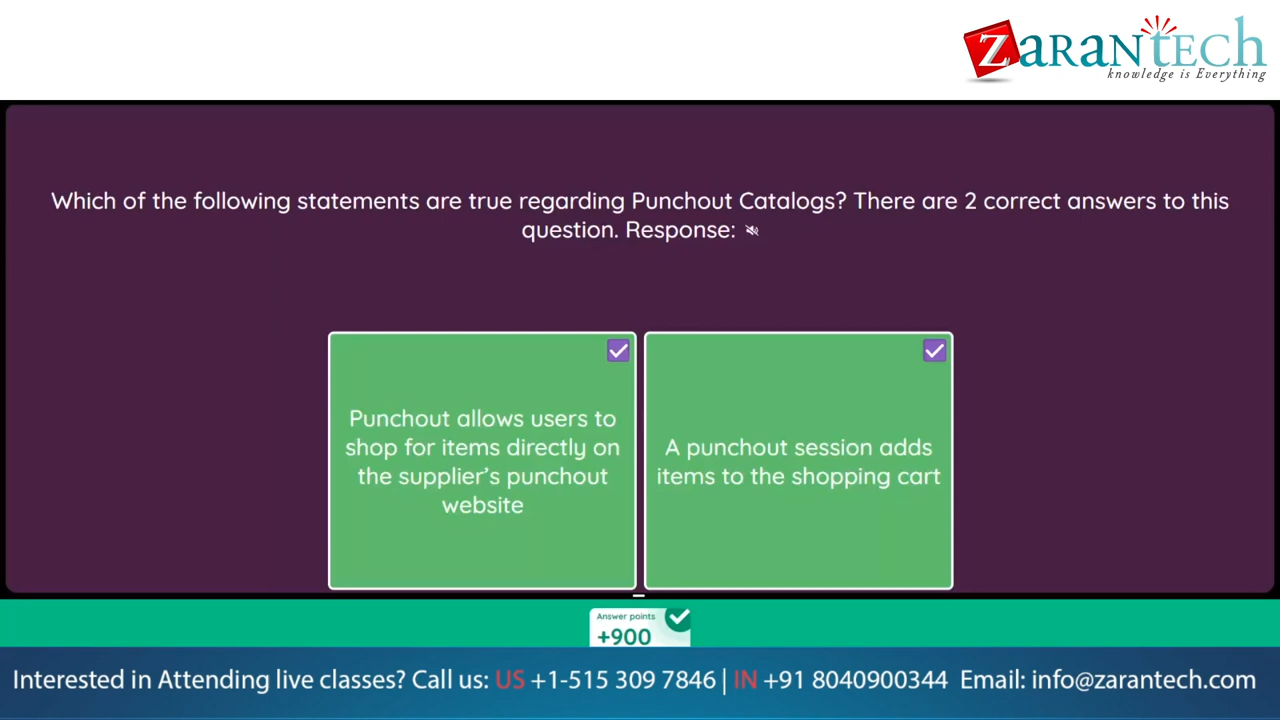 ZARANTECH
knowledge is Everything
Which of the following statements are true regarding Punchout Catalogs? There are 2 correct answers to this
question. Response:
Punchout allows users to
shop for items directly on
the supplier’s punchout
website
A punchout session adds
items to the shopping cart
Answer points
+900
Interested in Attending live classes? Call us: US +1-515 309 7846 | IN +91 8040900344 Email: info@zarantech.com